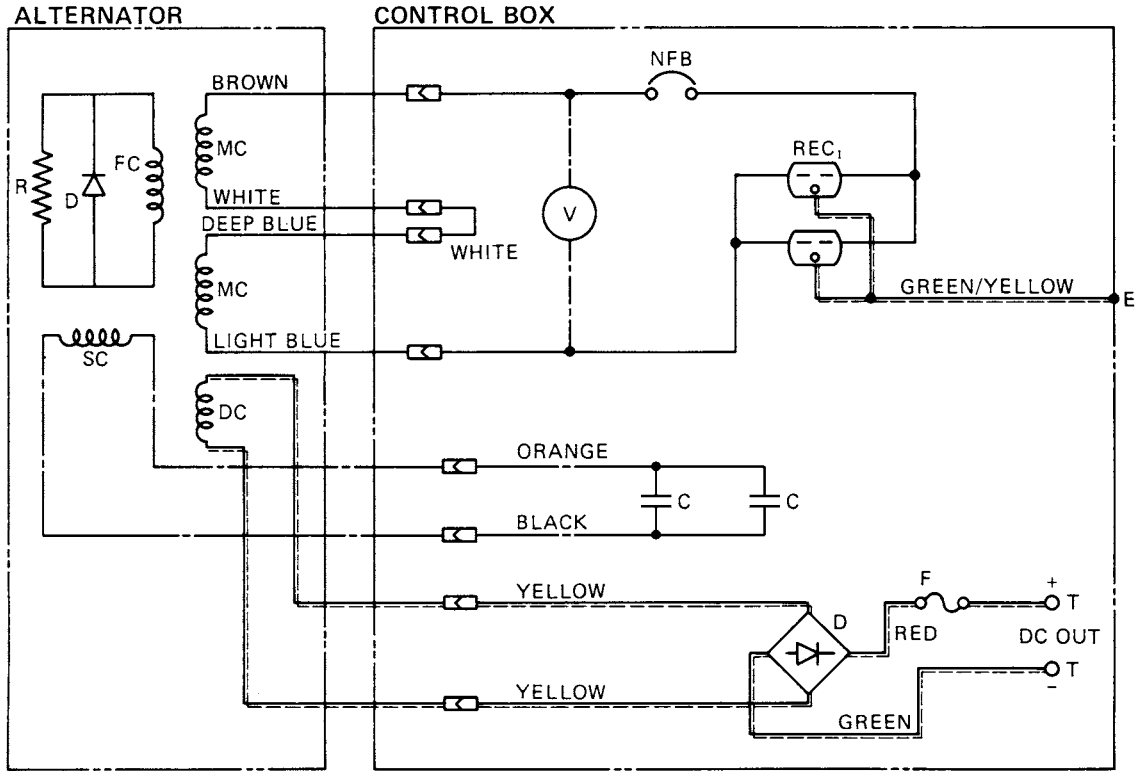 ALTERNATOR
CONTROL BOX
BROWN
NFB
MC
REC₁
R
D
FC
WHITE
DEEP BLUE
WHITE
V
MC
GREEN/YELLOW
E
LIGHT BLUE
SC
DC
ORANGE
C
C
BLACK
YELLOW
F
+
T
D
RED
DC OUT
T
−
YELLOW
GREEN